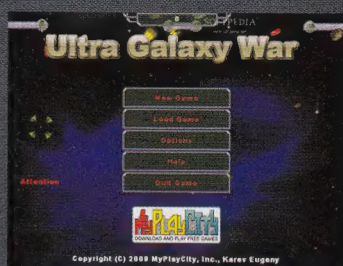 Ultra Galaxy War
New Game
Load Game
Options
Help
Attention
Quit Game
MyPlayCity
DOWNLOAD AND PLAY FREE GAMES
Copyright (C) 2009 MyPlayCity, Inc., Karev Eugeny